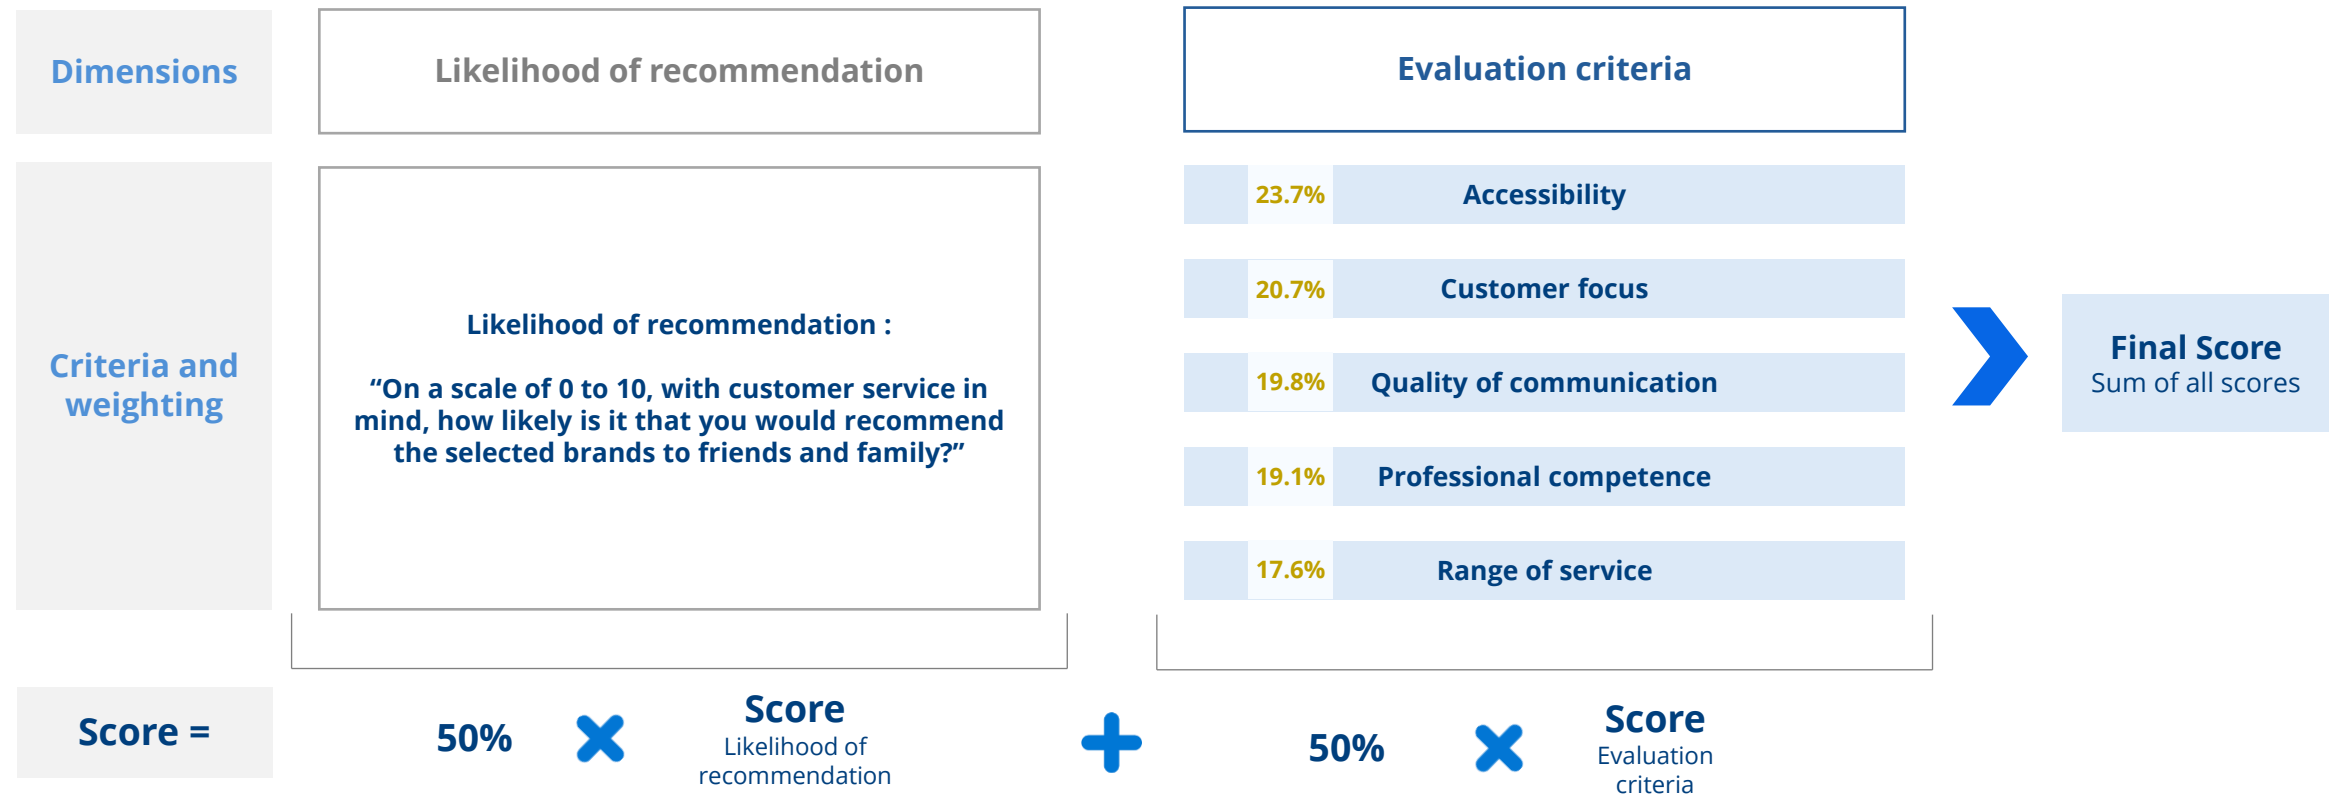 Dimensions
Likelihood of recommendation
Evaluation criteria
Criteria and
weighting
Likelihood of recommendation :
“On a scale of 0 to 10, with customer service in
mind, how likely is it that you would recommend
the selected brands to friends and family?”
23.7% Accessibility
20.7% Customer focus
19.8% Quality of communication
19.1% Professional competence
17.6% Range of service
Final Score
Sum of all scores
Score =
50%
Score
Likelihood of
recommendation
50%
Score
Evaluation
criteria